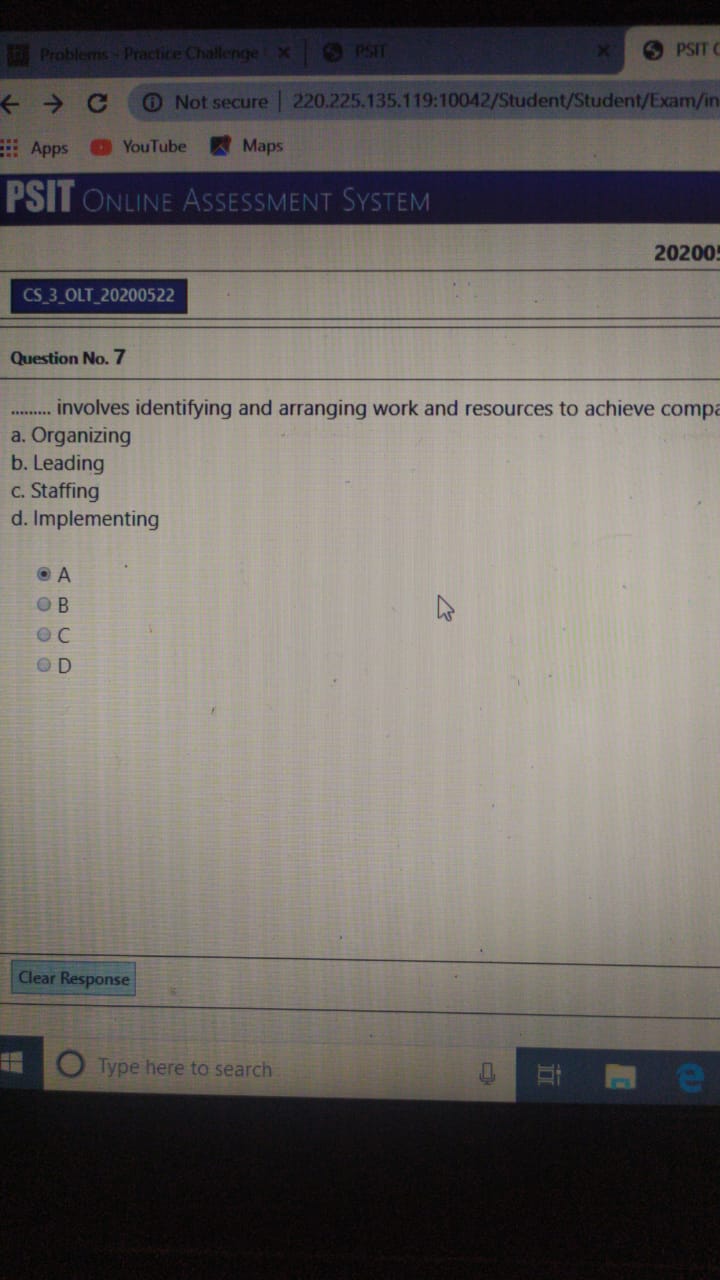 Problems - Practice Challenge
PSIT
PSIT
Not secure | 220.225.135.119:10042/Student/Student/Exam/in
Apps YouTube Maps
PSIT ONLINE ASSESSMENT SYSTEM
20200
CS_3_OLT_20200522
Question No. 7
......... involves identifying and arranging work and resources to achieve compa
a. Organizing
b. Leading
c. Staffing
d. Implementing
A
B
C
D
Clear Response
Type here to search